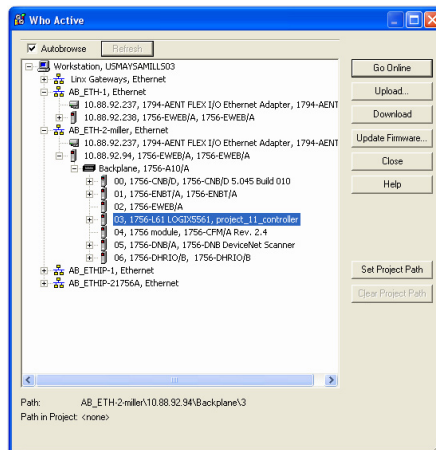 Who Active
Autobrowse
Refresh
Workstation, USMAYSAMILLS03
Linx Gateways, Ethernet
AB_ETH-1, Ethernet
10.88.92.237, 1794-AENT FLEX I/O Ethernet Adapter, 1794-AENT
10.88.92.238, 1756-EWEB/A, 1756-EWEB/A
AB_ETH-2-miller, Ethernet
10.88.92.237, 1794-AENT FLEX I/O Ethernet Adapter, 1794-AENT
10.88.92.94, 1756-EWEB/A, 1756-EWEB/A
Backplane, 1756-A10/A
00, 1756-CNB/D, 1756-CNB/D 5.045 Build 010
01, 1756-ENBT/A, 1756-ENBT/A
02, 1756-EWEB/A
03, 1756-L61 LOGIX5561, project_11_controller
04, 1756 module, 1756-CFM/A Rev. 2.4
05, 1756-DNB/A, 1756-DNB DeviceNet Scanner
06, 1756-DHRIO/B, 1756-DHRIO/B
AB_ETHIP-1, Ethernet
AB_ETHIP-21756A, Ethernet
Go Online
Upload...
Download
Update Firmware...
Close
Help
Set Project Path
Clear Project Path
Path: AB_ETH-2-miller\10.88.92.94\Backplane\3
Path in Project: <none>